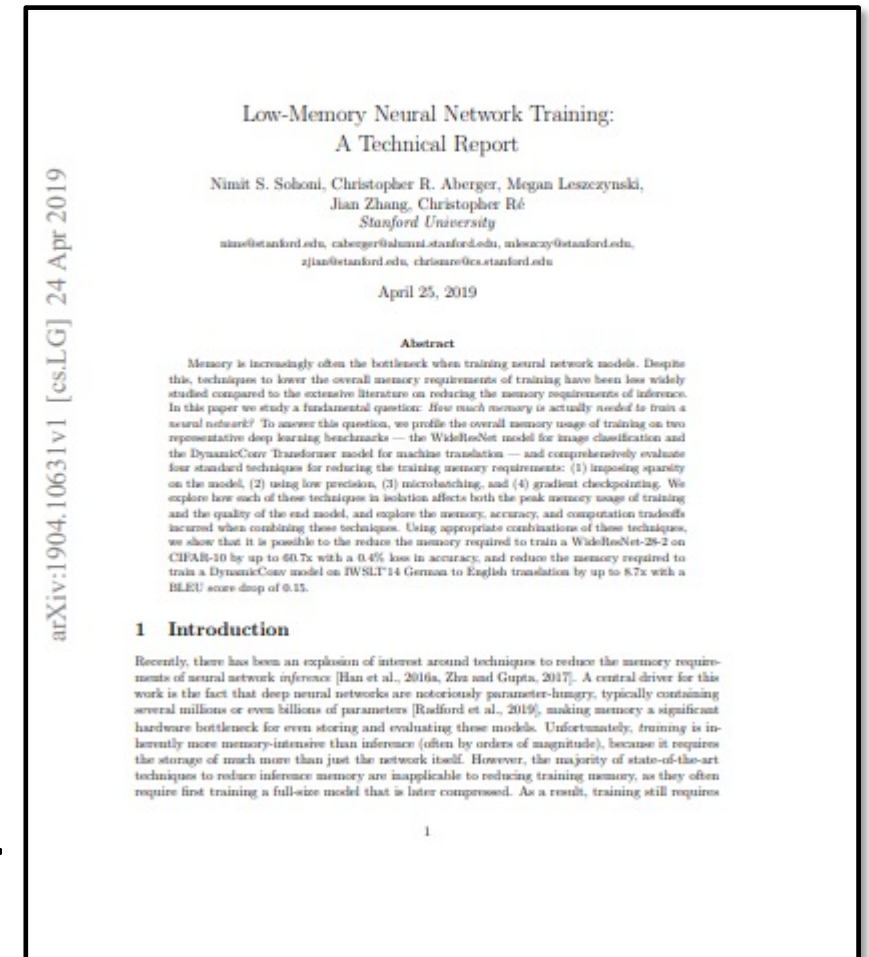 Low-Memory Neural Network Training:
A Technical Report
Nimit S. Sohoni, Christopher R. Aberger, Megan Leszczynski,
Jian Zhang, Christopher Ré
Stanford University
nims@stanford.edu, caberger@alumni.stanford.edu, mleszczy@stanford.edu,
zjian@stanford.edu, chrismre@cs.stanford.edu
April 25, 2019
arXiv:1904.10631v1 [cs.LG] 24 Apr 2019
Abstract
Memory is increasingly often the bottleneck when training neural network models. Despite
this, techniques to lower the overall memory requirements of training have been less widely
studied compared to the extensive literature on reducing the memory requirements of inference.
In this paper we study a fundamental question: How much memory is actually needed to train a
neural network? To answer this question, we profile the overall memory usage of training on two
representative deep learning benchmarks — the WideResNet model for image classification and
the DynamicConv Transformer model for machine translation — and comprehensively evaluate
four standard techniques for reducing the training memory requirements: (1) imposing sparsity
on the model, (2) using low precision, (3) microbatching, and (4) gradient checkpointing. We
explore how each of these techniques in isolation affects both the peak memory usage of training
and the quality of the end model, and explore the memory, accuracy, and computation tradeoffs
incurred when combining these techniques. Using appropriate combinations of these techniques,
we show that it is possible to the reduce the memory required to train a WideResNet-28-2 on
CIFAR-10 by up to 60.7x with a 0.4% loss in accuracy, and reduce the memory required to
train a DynamicConv model on IWSLT'14 German to English translation by up to 8.7x with a
BLEU score drop of 0.15.
1 Introduction
Recently, there has been an explosion of interest around techniques to reduce the memory require-
ments of neural network inference [Han et al., 2016a, Zhu and Gupta, 2017]. A central driver for this
work is the fact that deep neural networks are notoriously parameter-hungry, typically containing
several millions or even billions of parameters [Radford et al., 2019], making memory a significant
hardware bottleneck for even storing and evaluating these models. Unfortunately, training is in-
herently more memory-intensive than inference (often by orders of magnitude), because it requires
the storage of much more than just the network itself. However, the majority of state-of-the-art
techniques to reduce inference memory are inapplicable to reducing training memory, as they often
require first training a full-size model that is later compressed. As a result, training still requires
1